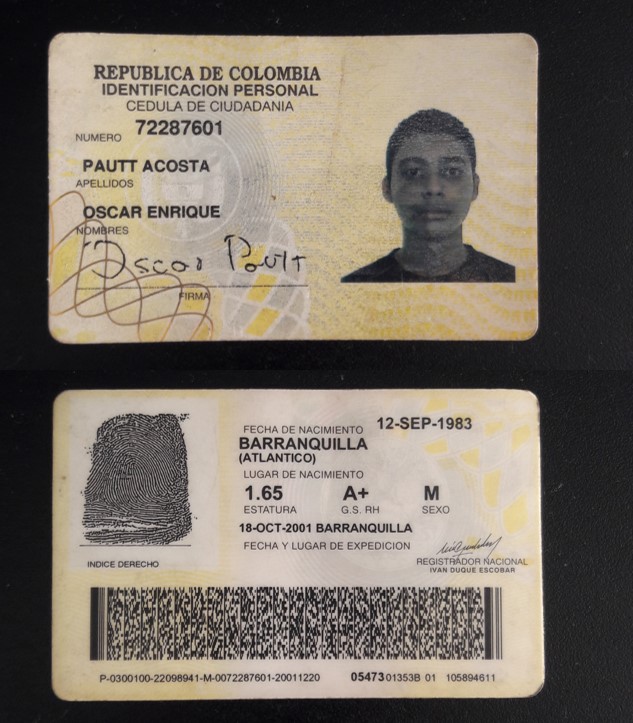 REPUBLICA DE COLOMBIA
IDENTIFICACION PERSONAL
CEDULA DE CIUDADANIA
NUMERO 72287601
PAUTT ACOSTA
APELLIDOS
OSCAR ENRIQUE
NOMBRES
Oscar Pautt
FIRMA
FECHA DE NACIMIENTO 12-SEP-1983
BARRANQUILLA
(ATLANTICO)
LUGAR DE NACIMIENTO
1.65 A+ M
ESTATURA G.S. RH SEXO
18-OCT-2001 BARRANQUILLA
FECHA Y LUGAR DE EXPEDICION
REGISTRADOR NACIONAL
IVAN DUQUE ESCOBAR
INDICE DERECHO
P-0300100-22098941-M-0072287601-20011220 0547301353B 01 105894611